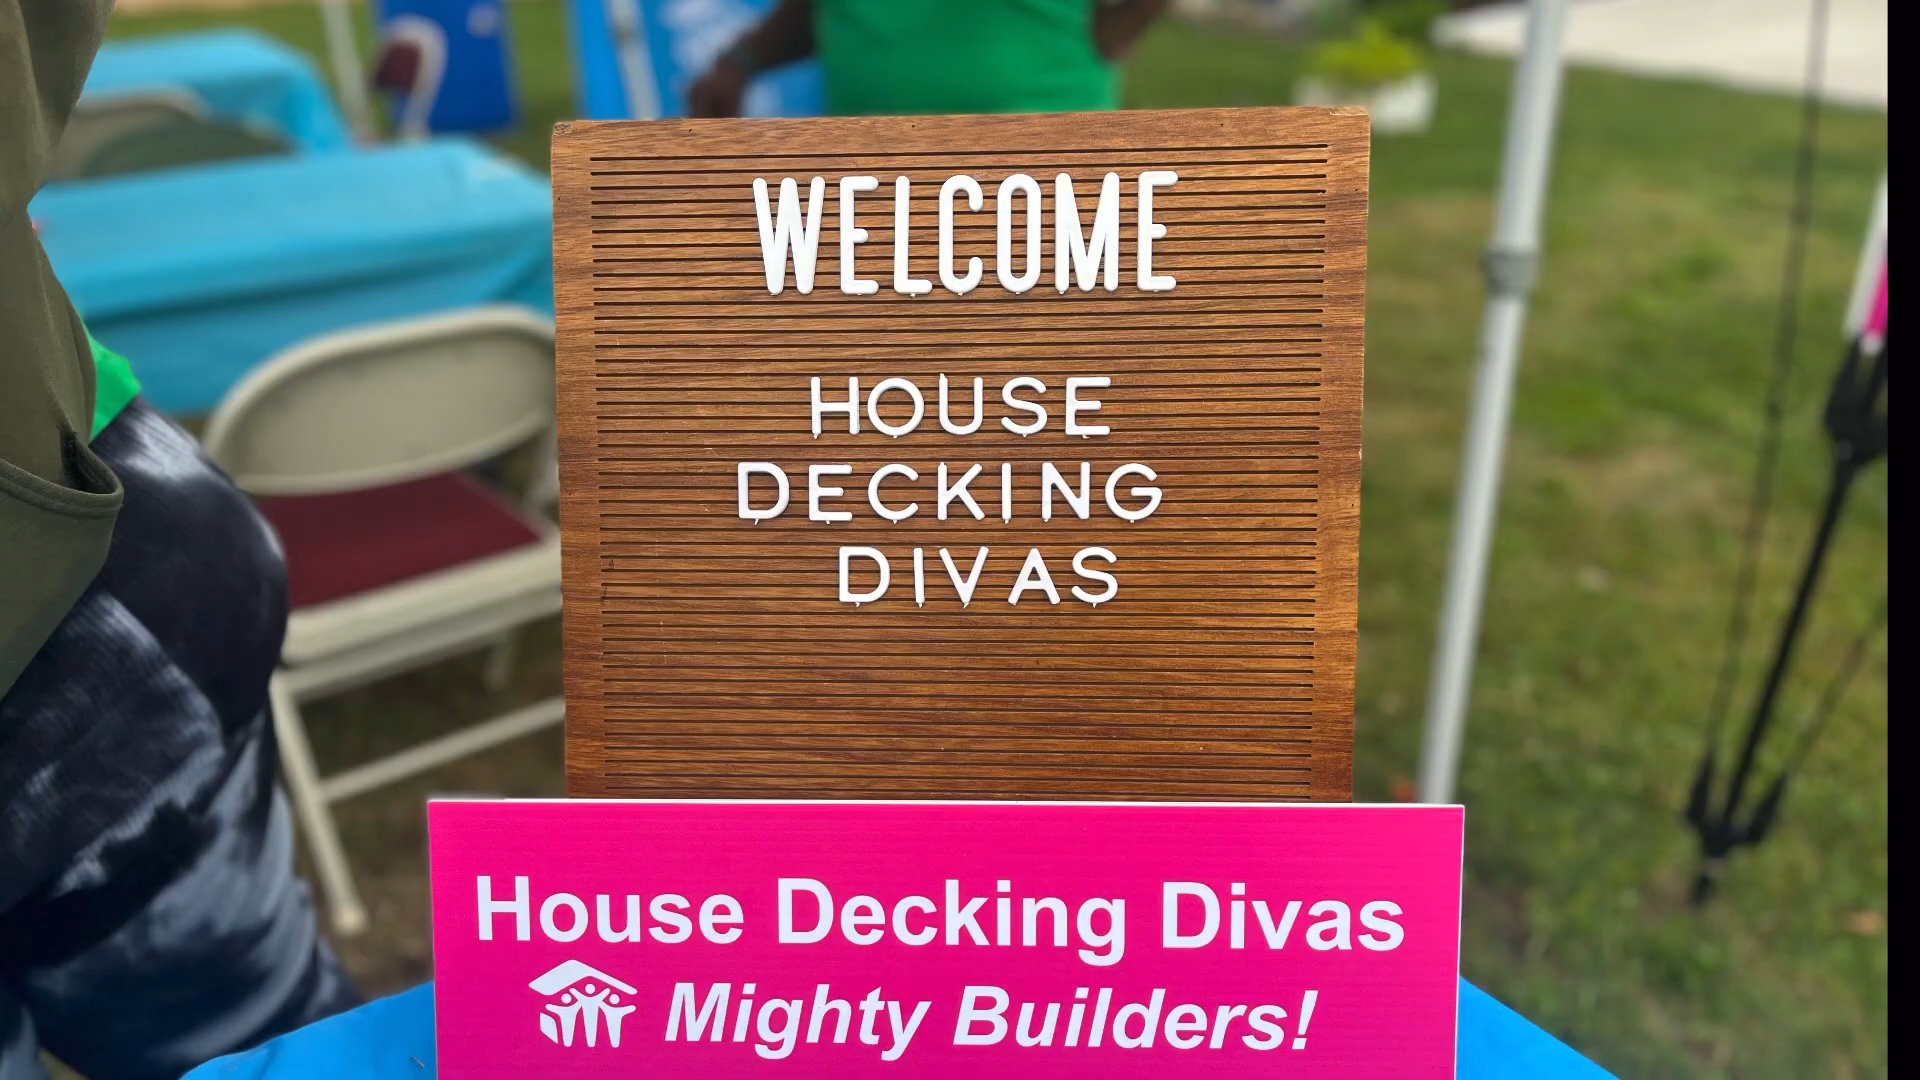 WELCOME
HOUSE
DECKING
DIVAS
House Decking Divas
Mighty Builders!